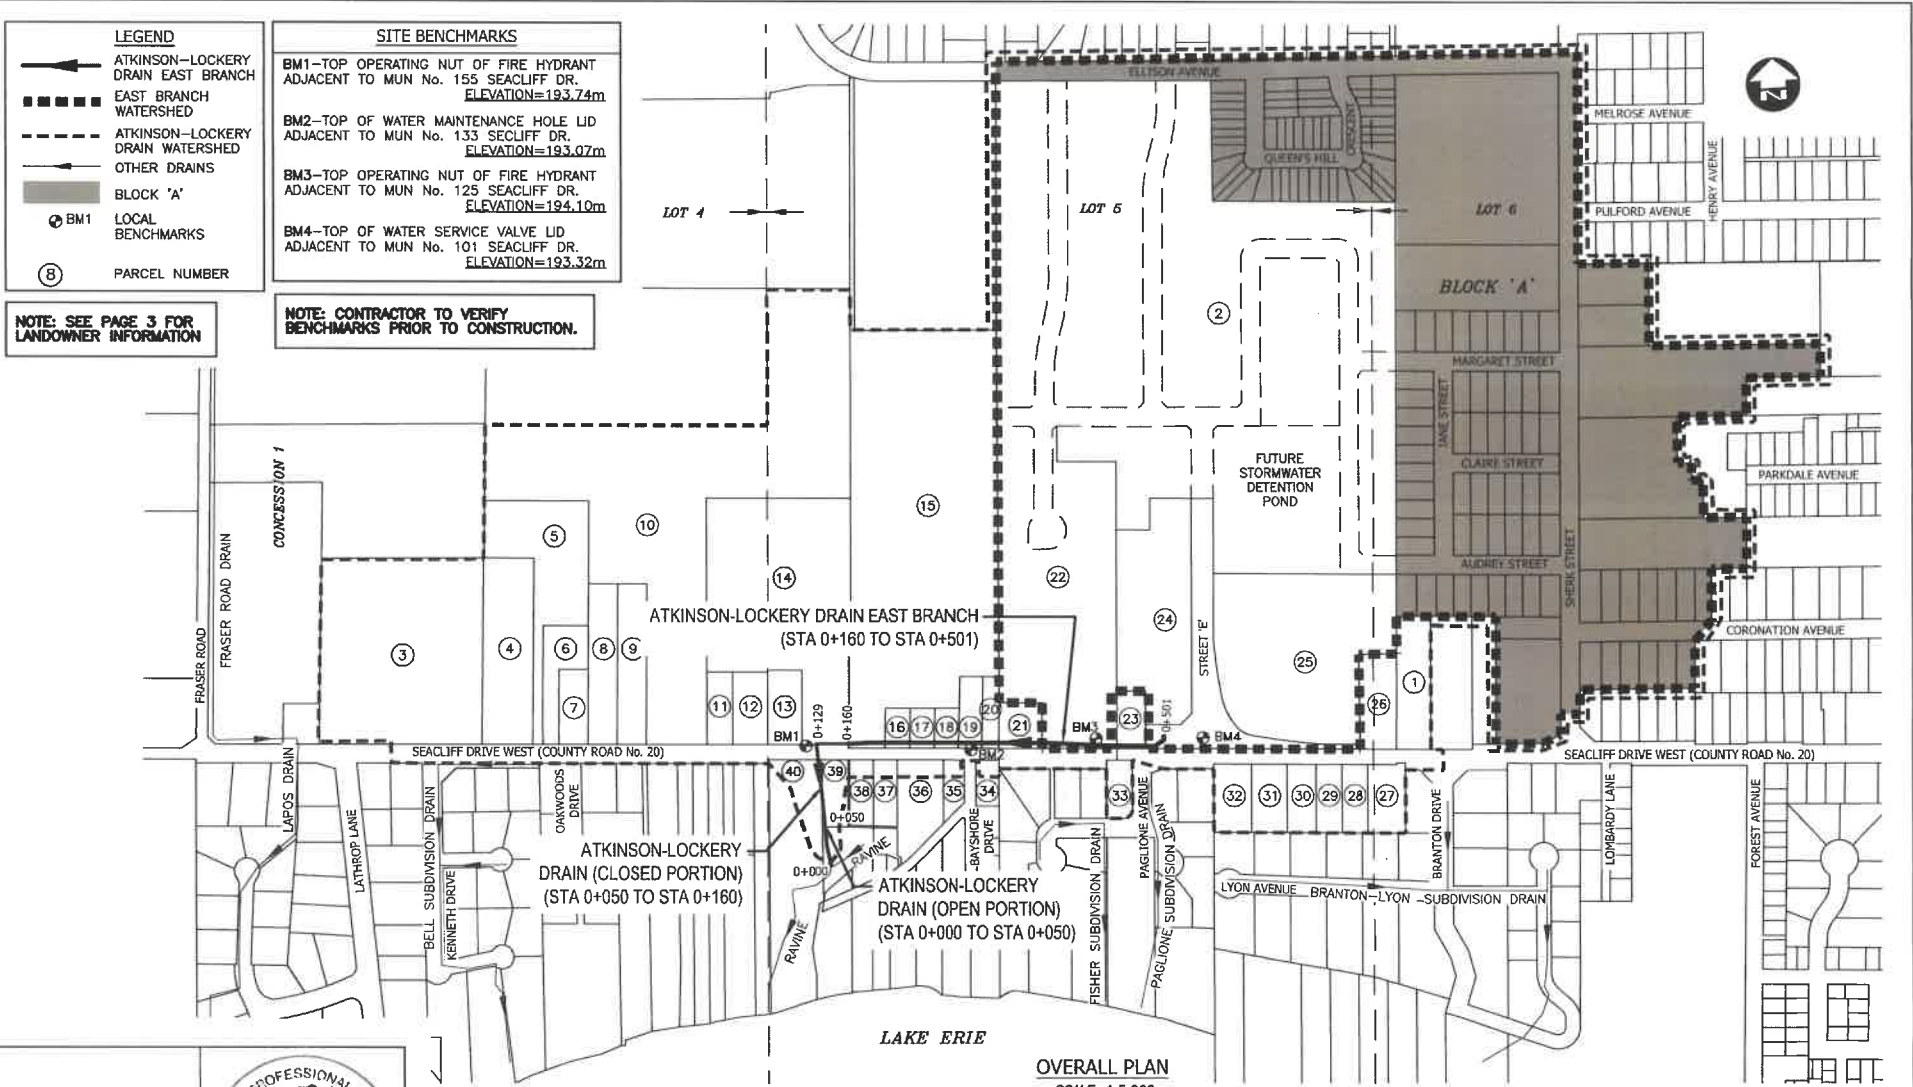 LEGEND
ATKINSON-LOCKERY
DRAIN EAST BRANCH
EAST BRANCH
WATERSHED
ATKINSON-LOCKERY
DRAIN WATERSHED
OTHER DRAINS
BLOCK 'A'
BM1
LOCAL
BENCHMARKS
8
PARCEL NUMBER
NOTE: SEE PAGE 3 FOR
LANDOWNER INFORMATION
SITE BENCHMARKS
BM1-TOP OPERATING NUT OF FIRE HYDRANT
ADJACENT TO MUN No. 155 SEACLIFF DR.
ELEVATION=193.74m
BM2-TOP OF WATER MAINTENANCE HOLE LID
ADJACENT TO MUN No. 133 SECLIFF DR.
ELEVATION=193.07m
BM3-TOP OPERATING NUT OF FIRE HYDRANT
ADJACENT TO MUN No. 125 SEACLIFF DR.
ELEVATION=194.10m
BM4-TOP OF WATER SERVICE VALVE LID
ADJACENT TO MUN No. 101 SEACLIFF DR.
ELEVATION=193.32m
NOTE: CONTRACTOR TO VERIFY
BENCHMARKS PRIOR TO CONSTRUCTION.
ELLISON AVENUE
QUEEN'S HILL
CRESCENT
MELROSE AVENUE
HENRY AVENUE
PULFORD AVENUE
LOT 4
LOT 5
LOT 6
BLOCK 'A'
2
MARGARET STREET
JANE STREET
CLAIRE STREET
AUDREY STREET
SHERK STREET
PARKDALE AVENUE
CORONATION AVENUE
FUTURE
STORMWATER
DETENTION
POND
CONCESSION 1
FRASER ROAD
FRASER ROAD DRAIN
3
4
5
6
7
8
9
10
11
12
13
14
15
ATKINSON-LOCKERY DRAIN EAST BRANCH
(STA 0+160 TO STA 0+501)
22
24
STREET 'E'
25
26
1
16
17
18
19
20
21
23
BM1
0+129
0+160
BM2
BM3
0+501
BM4
SEACLIFF DRIVE WEST (COUNTY ROAD No. 20)
SEACLIFF DRIVE WEST (COUNTY ROAD No. 20)
40
39
38
37
36
35
34
33
32
31
30
29
28
27
LAPOS DRAIN
LATHROP LANE
BELL SUBDIVISION DRAIN
KENNETH DRIVE
OAKWOODS
DRIVE
0+050
0+000
RAVINE
RAVINE
ATKINSON-LOCKERY
DRAIN (CLOSED PORTION)
(STA 0+050 TO STA 0+160)
ATKINSON-LOCKERY
DRAIN (OPEN PORTION)
(STA 0+000 TO STA 0+050)
BAYSHORE
DRIVE
FISHER SUBDIVISION DRAIN
PAGLIONE AVENUE
PAGLIONE SUBDIVISION DRAIN
LYON AVENUE
BRANTON-LYON-SUBDIVISION DRAIN
BRANTON DRIVE
LOMBARDY LANE
FOREST AVENUE
LAKE ERIE
OVERALL PLAN
PROFESSIONAL